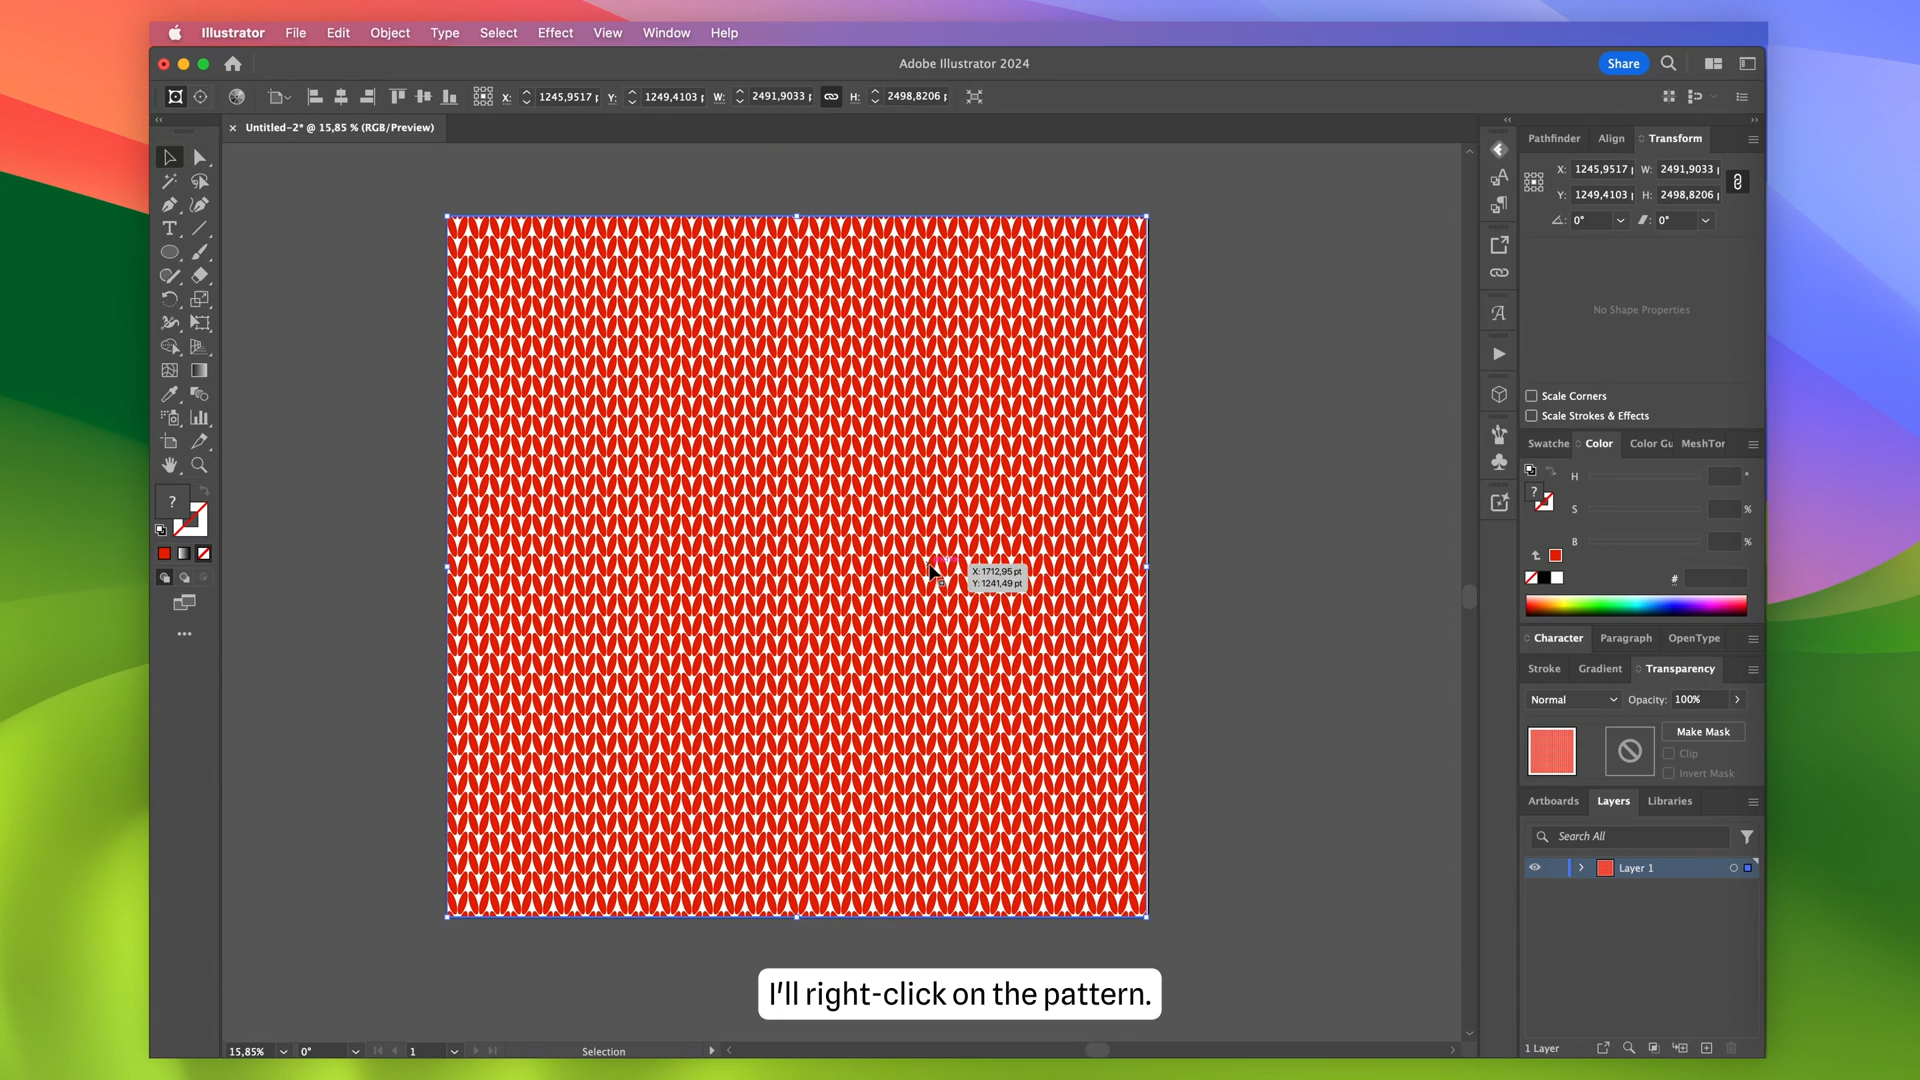 Illustrator File Edit Object Type Select Effect View Window Help
Adobe Illustrator 2024
Share
X: 1245,9517 Y: 1249,4103 W: 2491,9033 H: 2498,8206
Untitled-2* @ 15,85 % (RGB/Preview)
Pathfinder Align Transform
X: 1245,9517 W: 2491,9033
Y: 1249,4103 H: 2498,8206
0° 0°
No Shape Properties
Scale Corners
Scale Strokes & Effects
Swatche Color Color Gu MeshTor
H °
? S %
B %
#
?
X: 1712,95 pt
Y: 1241,49 pt
Character Paragraph OpenType
Stroke Gradient Transparency
Normal Opacity: 100%
Make Mask
Clip
Invert Mask
Artboards Layers Libraries
Search All
Layer 1
I'll right-click on the pattern.
15,85% 0° 1 Selection
1 Layer